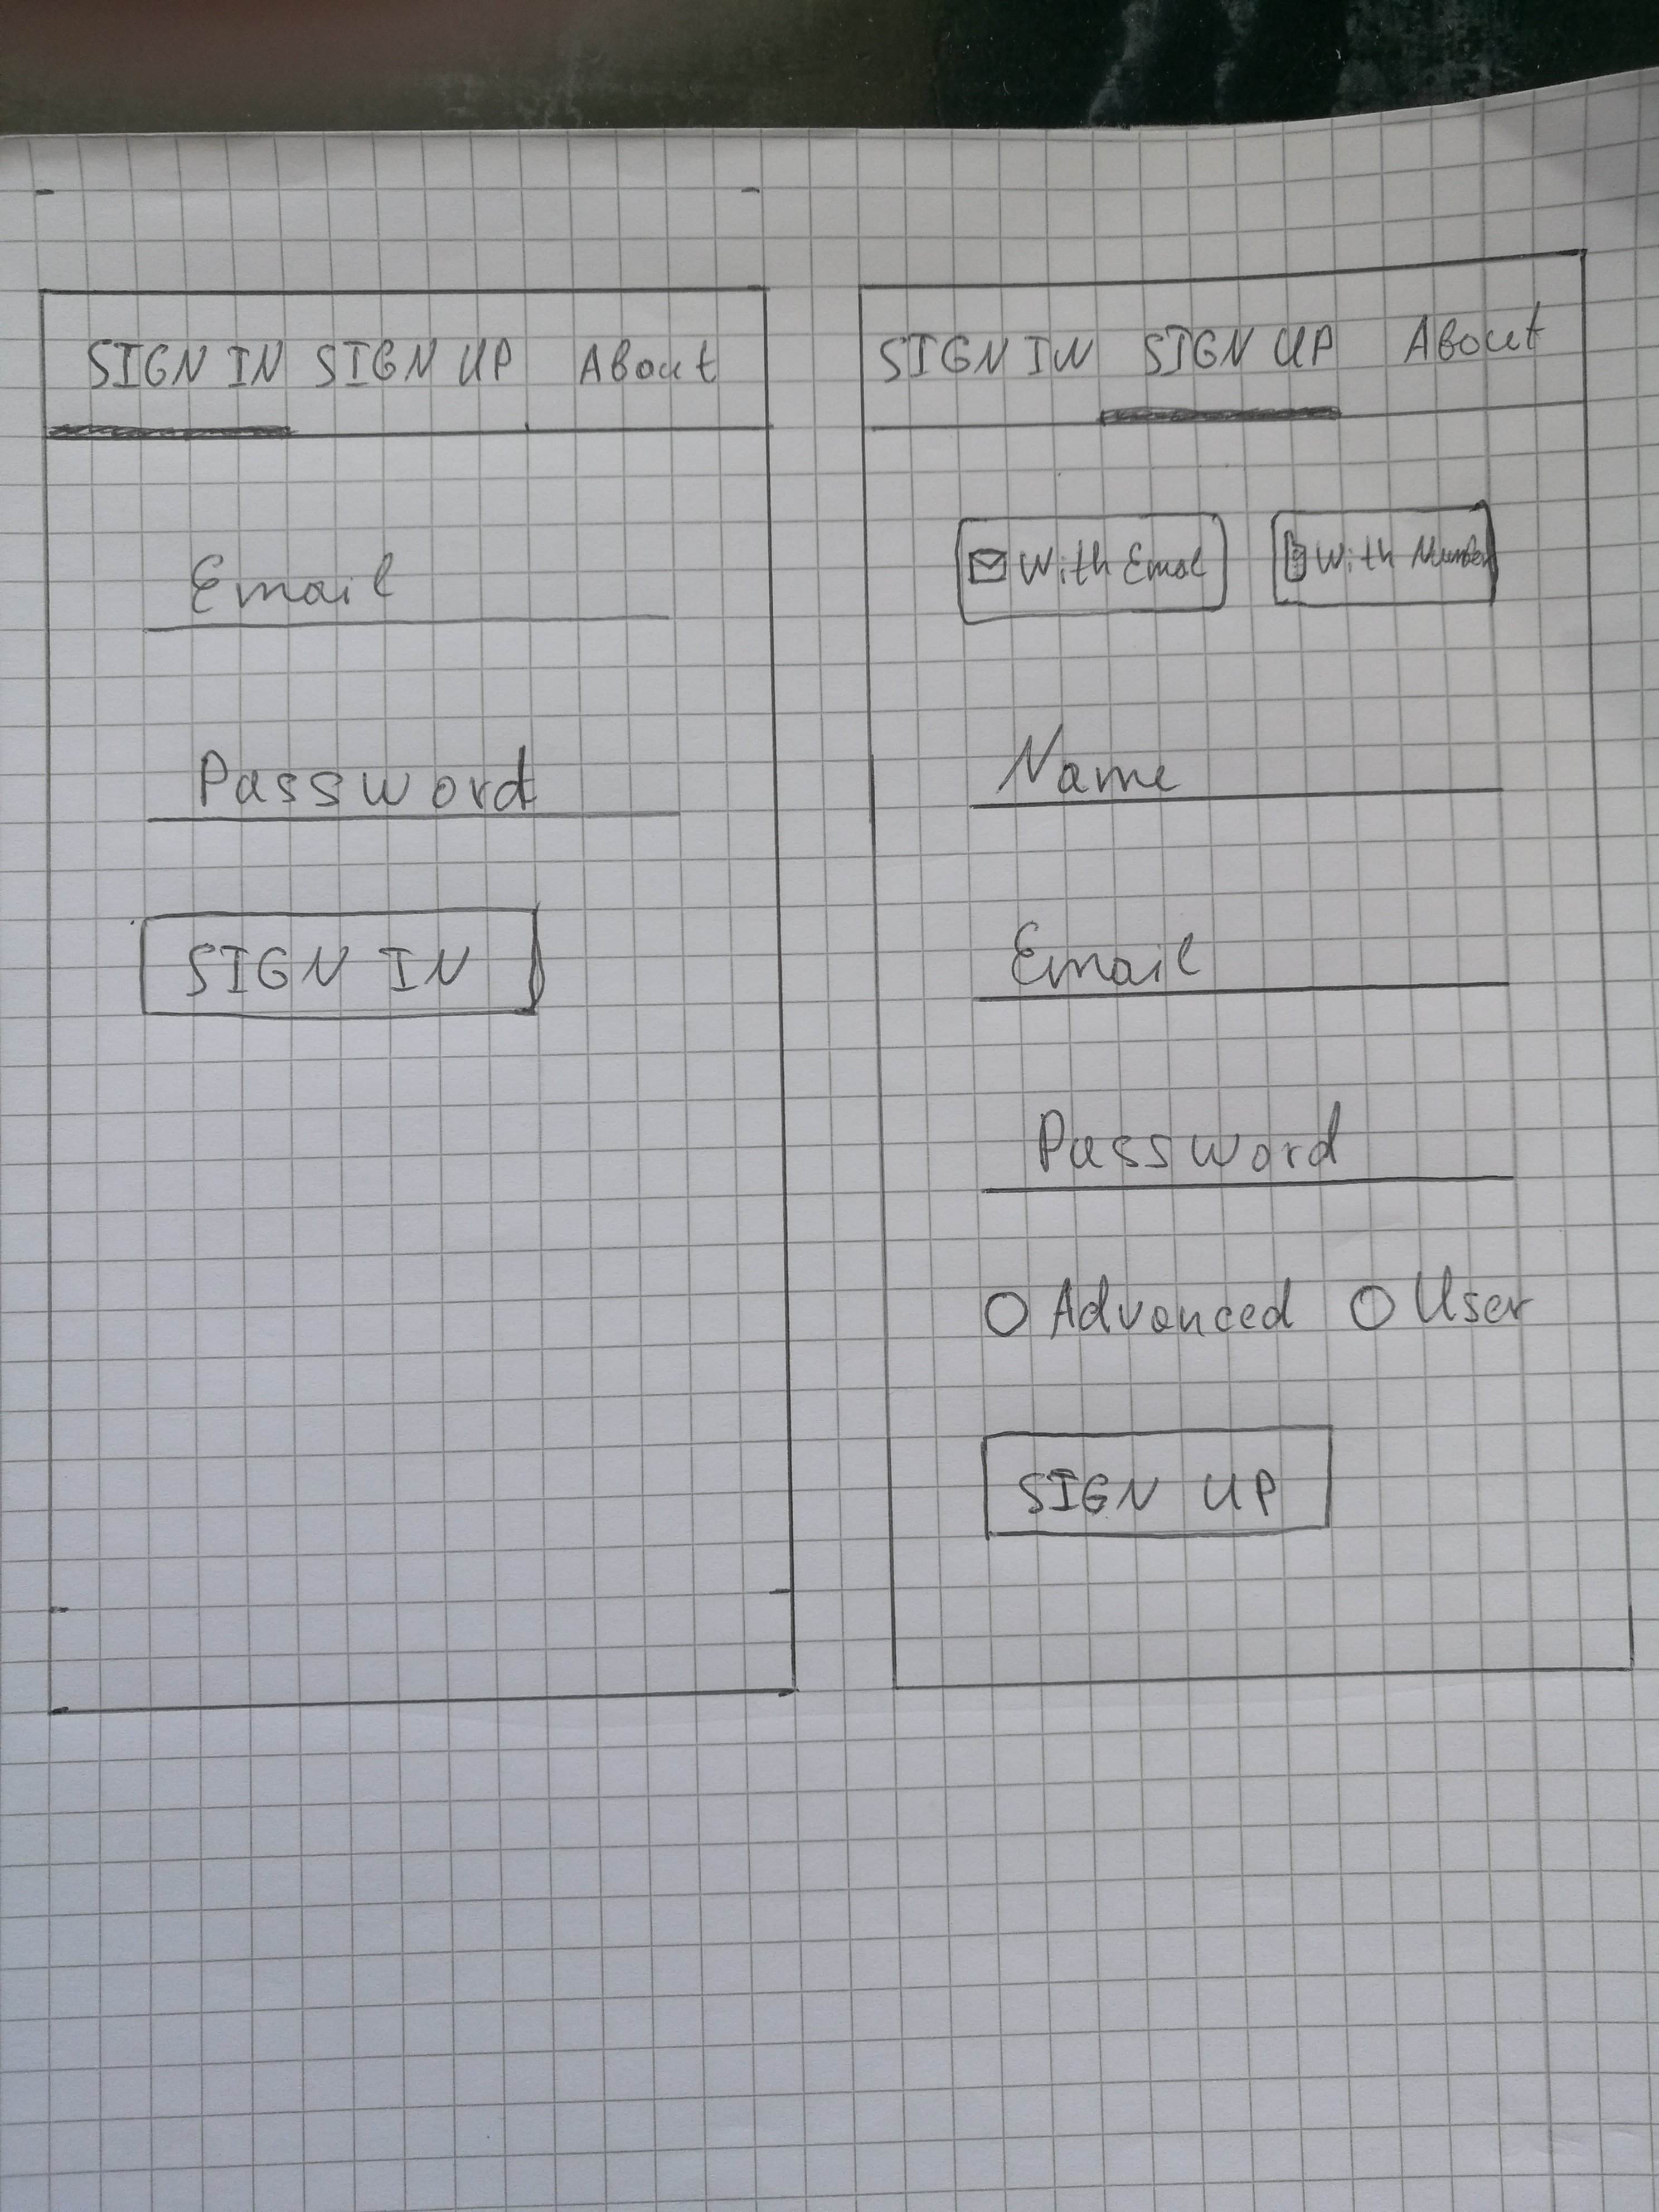 SIGN IN SIGN UP About
Email
Password
SIGN IN
SIGN IN SIGN UP About
With Email With Number
Name
Email
Password
Advanced User
SIGN UP